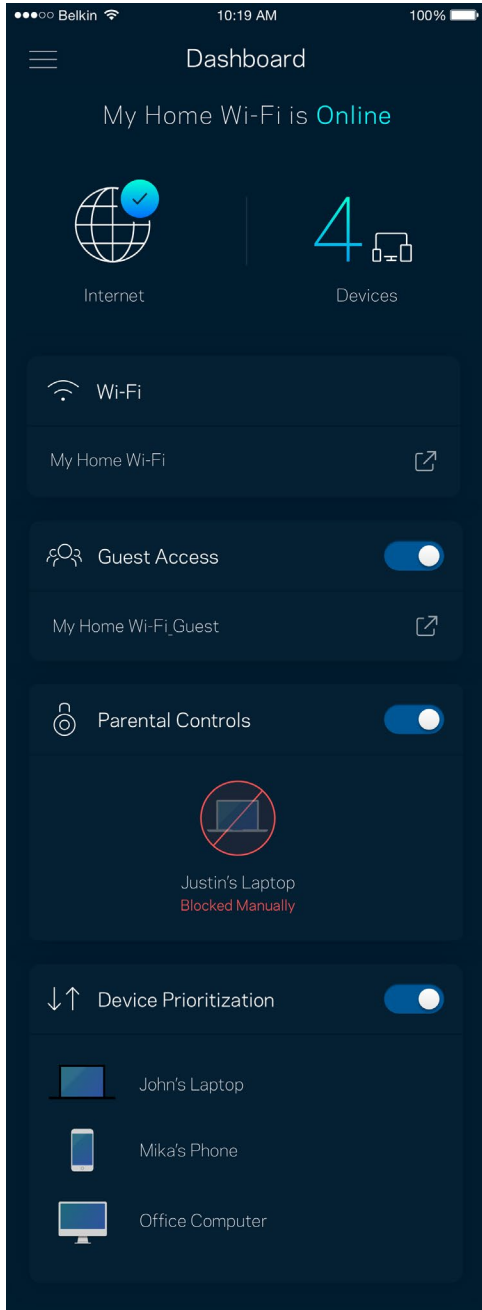 Belkin 10:19 AM 100%
Dashboard
My Home Wi-Fi is Online
4
Internet Devices
Wi-Fi
My Home Wi-Fi
Guest Access
My Home Wi-Fi_Guest
Parental Controls
Justin's Laptop
Blocked Manually
Device Prioritization
John's Laptop
Mika's Phone
Office Computer